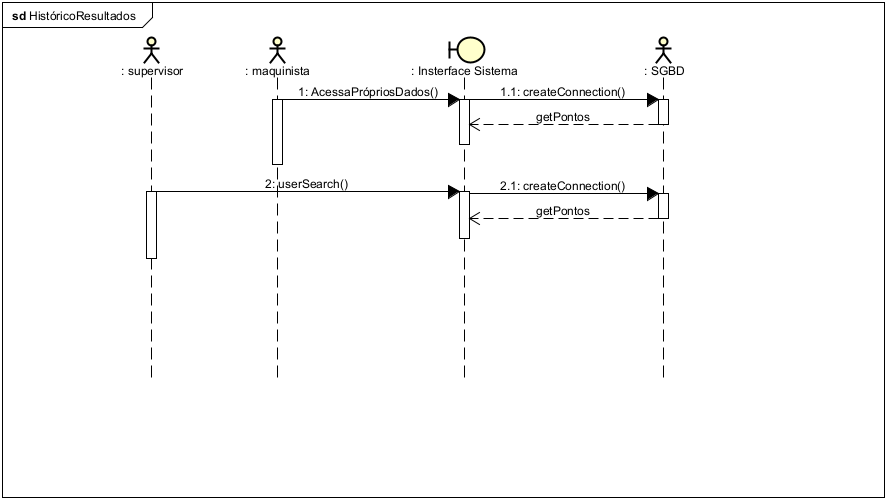 sd HistóricoResultados
: supervisor
: maquinista
: Insterface Sistema
: SGBD
1: AcessaPrópriosDados()
1.1: createConnection()
getPontos
2: userSearch()
2.1: createConnection()
getPontos